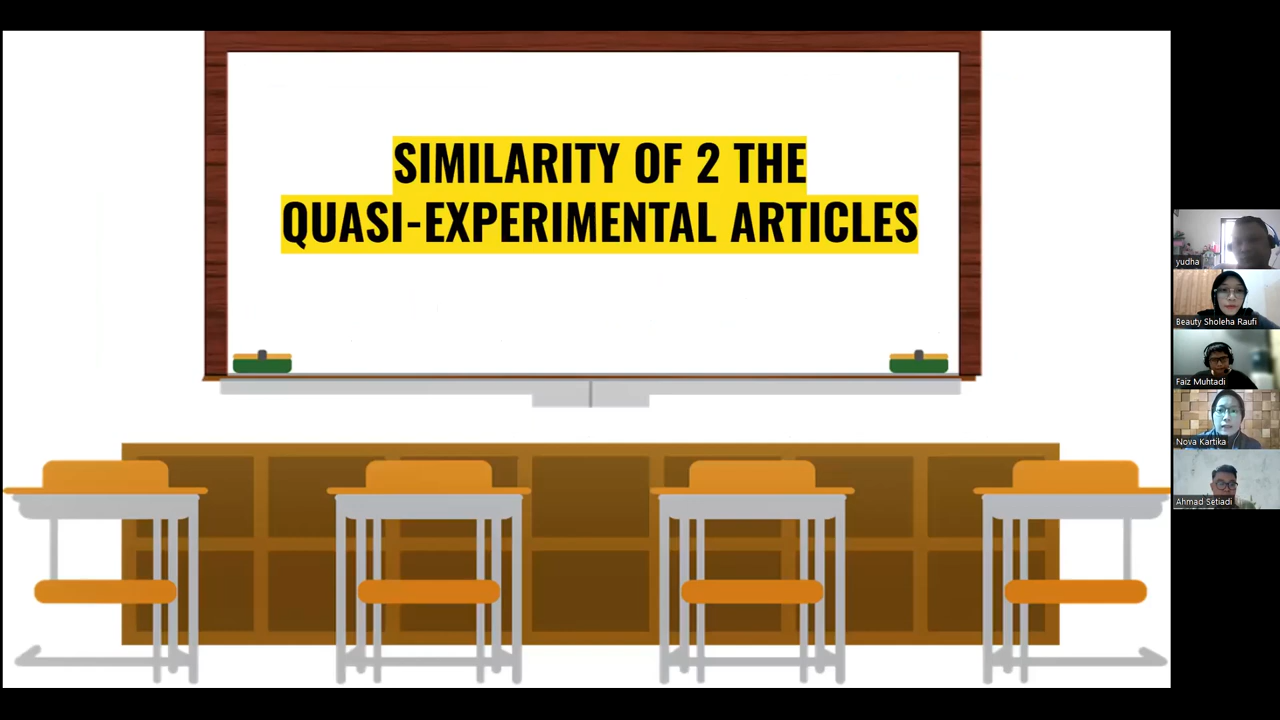 SIMILARITY OF 2 THE
QUASI-EXPERIMENTAL ARTICLES
yudha
Beauty Sholeha Raufi
Faiz Muhtadi
Nova Kartika
Ahmad Setiadi